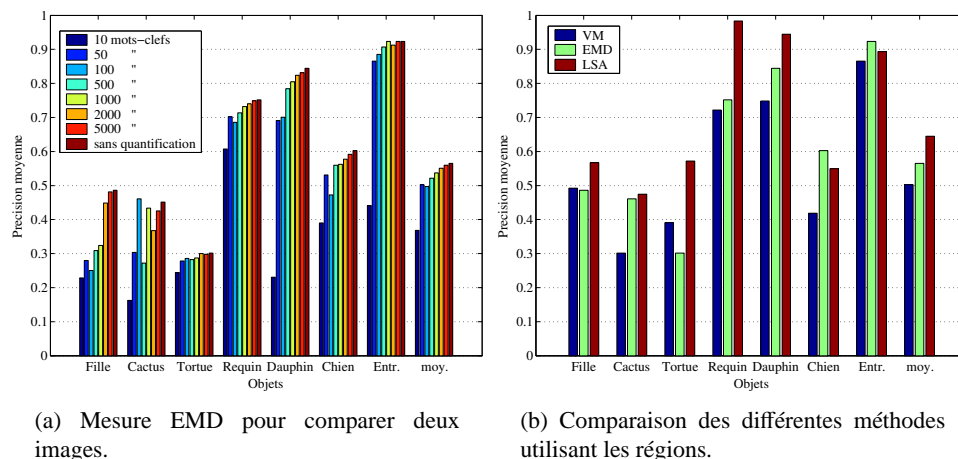 1
0.9
0.8
0.7
0.6
0.5
0.4
0.3
0.2
0.1
0
Precision moyenne
10 mots−clefs
50 "
100 "
500 "
1000 "
2000 "
5000 "
sans quantification
Fille Cactus Tortue Requin Dauphin Chien Entr. moy.
Objets
(a) Mesure EMD pour comparer deux
images.
1
0.9
0.8
0.7
0.6
0.5
0.4
0.3
0.2
0.1
0
Precision moyenne
VM
EMD
LSA
Fille Cactus Tortue Requin Dauphin Chien Entr. moy.
Objets
(b) Comparaison des différentes méthodes
utilisant les régions.